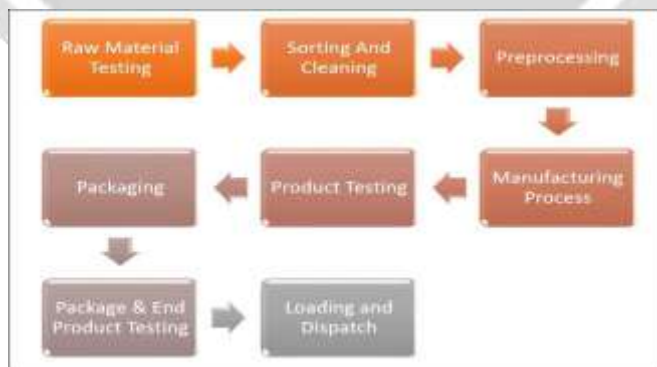 Raw Material
Testing
Sorting And
Cleaning
Preprocessing
Packaging
Product Testing
Manufacturing
Process
Package & End
Product Testing
Loading and
Dispatch